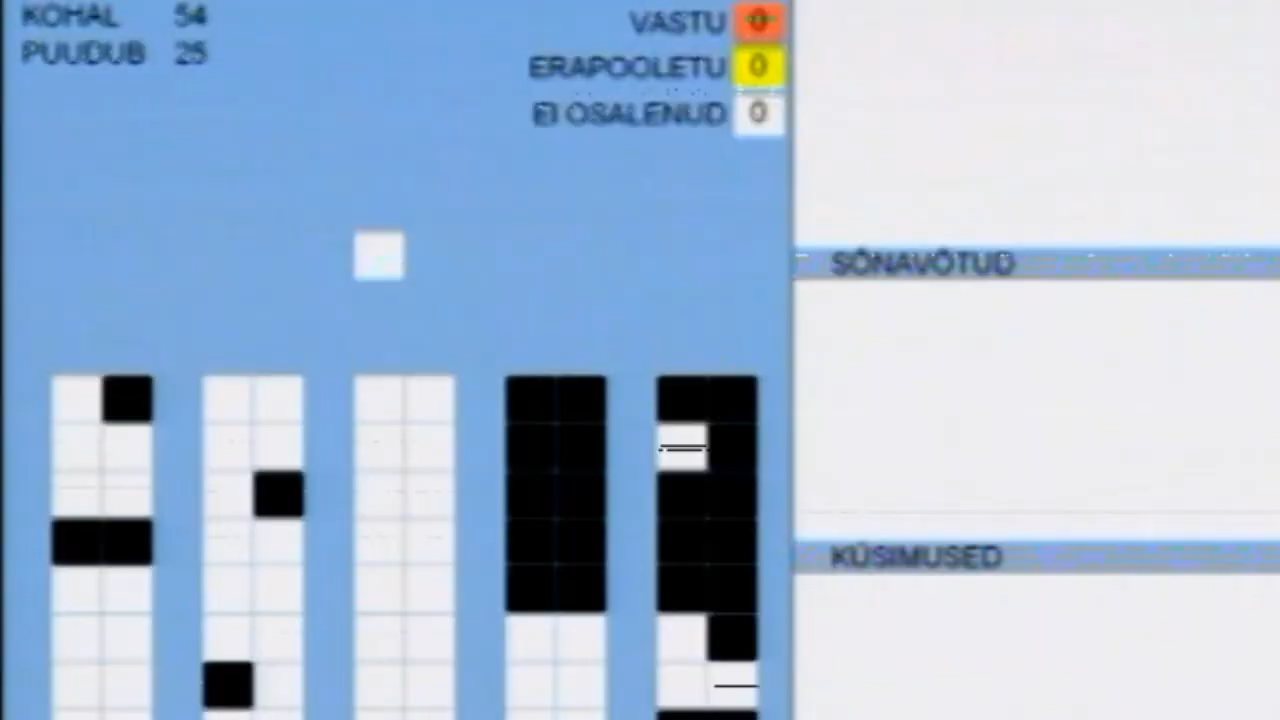 KOHAL 54
PUUDUB 25
VASTU 0
ERAPOOLETU 0
EI OSALENUD 0
SÕNAVÕTUD
KÜSIMUSED